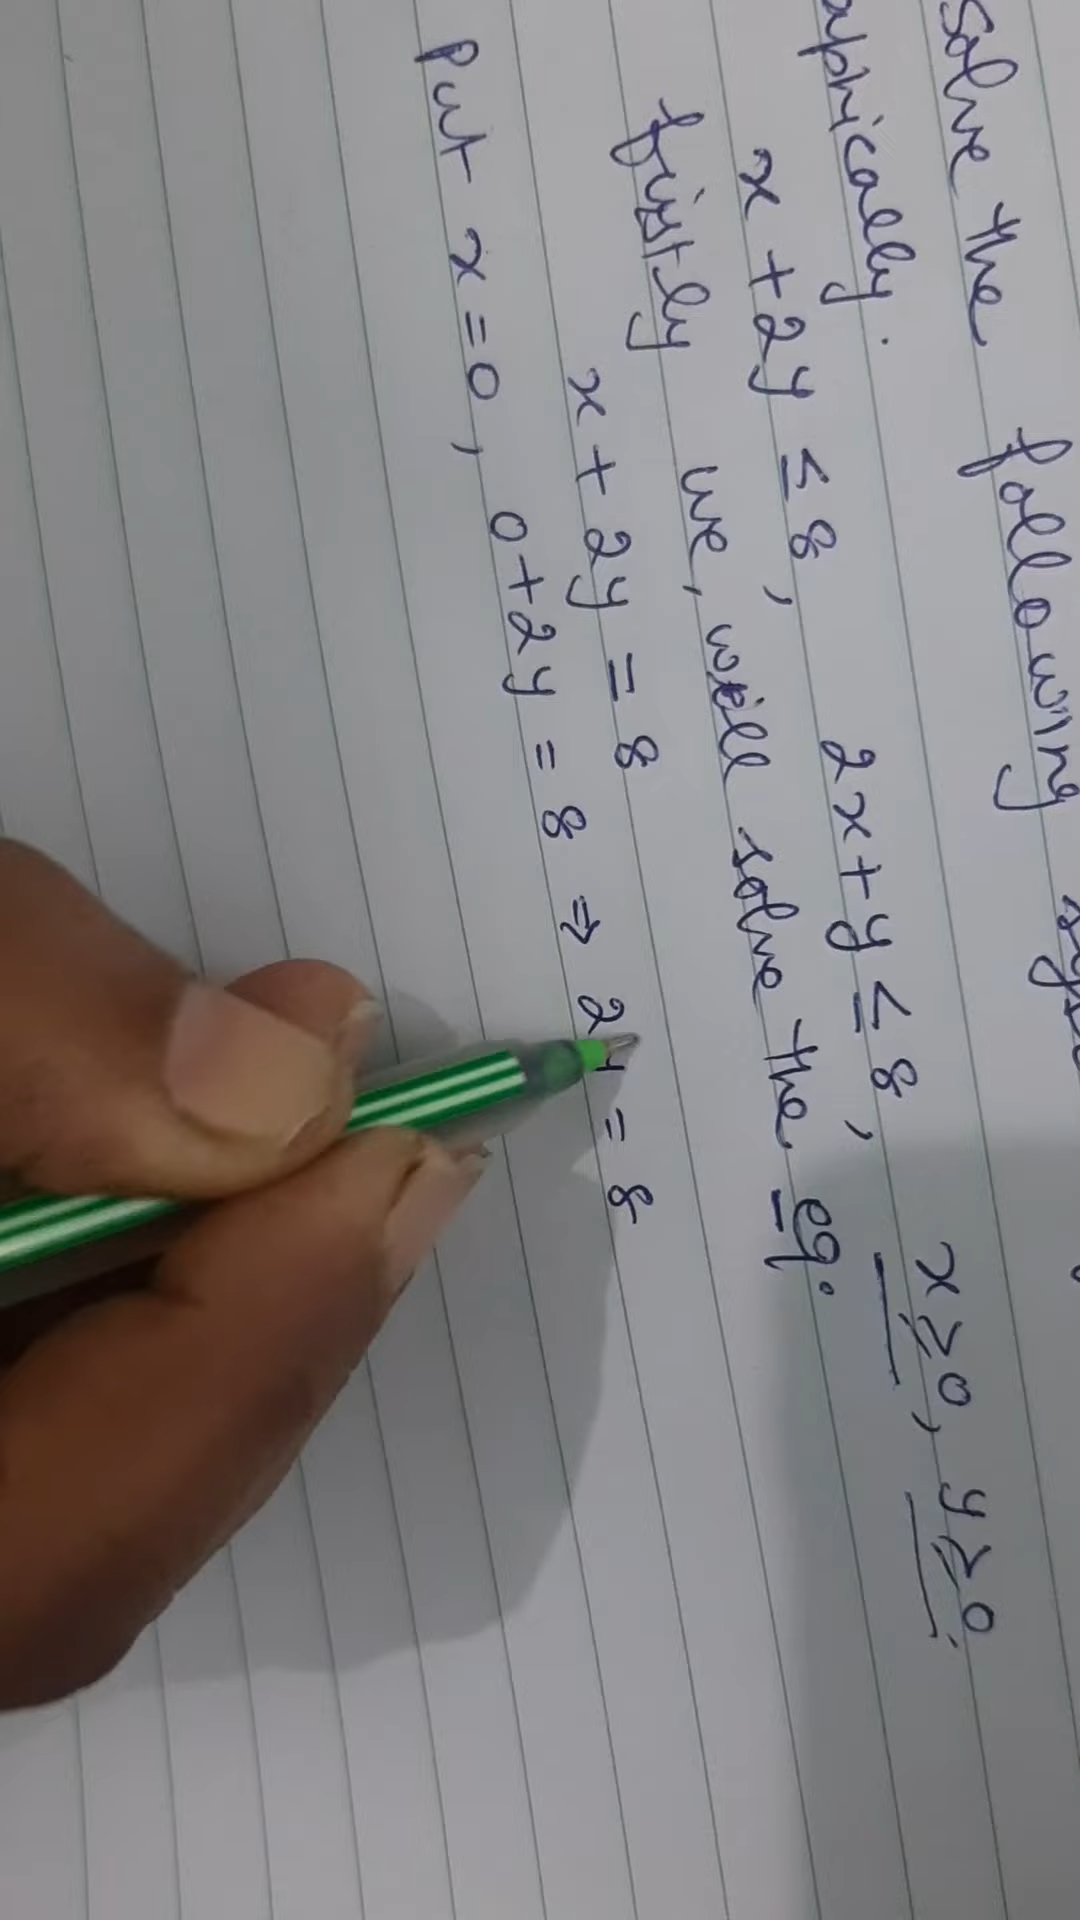 Solve the following
aphically.
x + 2y ≤ 8, 2x + y ≤ 8, x ≥ 0, y ≥ 0
firstly we, will solve the eq.
x + 2y = 8
Put x = 0, 0 + 2y = 8 ⇒ 2y = 8